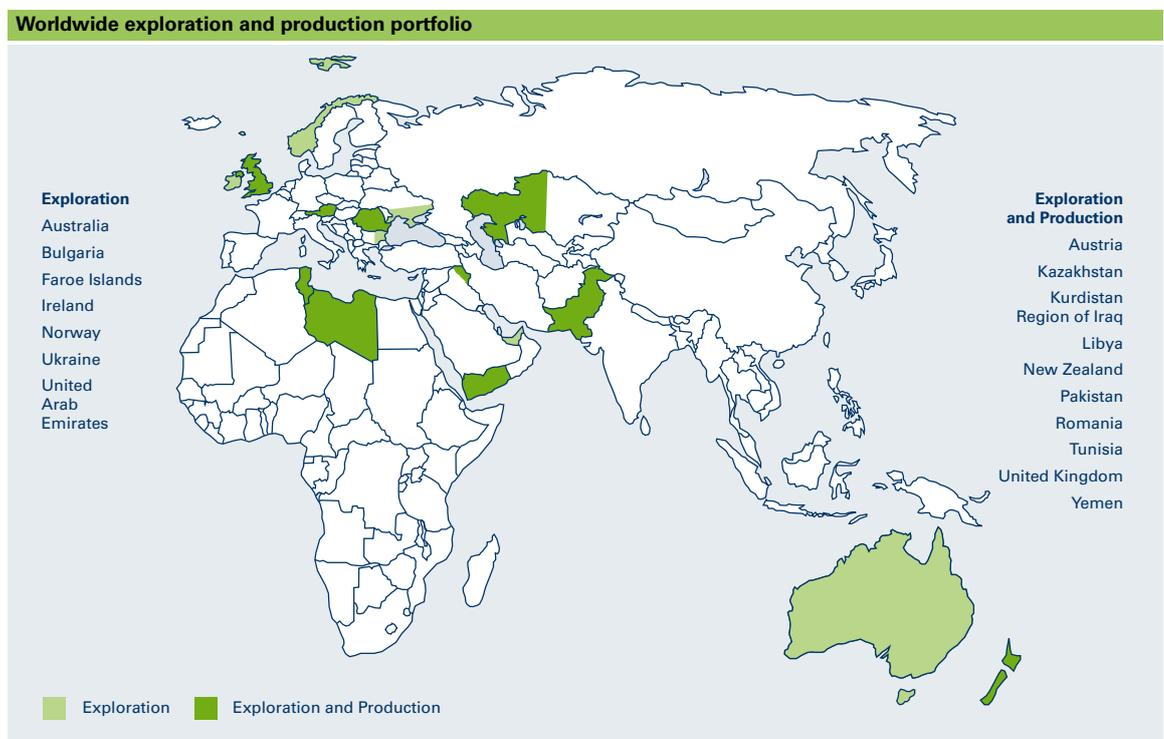 Worldwide exploration and production portfolio
Exploration
Australia
Bulgaria
Faroe Islands
Ireland
Norway
Ukraine
United
Arab
Emirates
Exploration
and Production
Austria
Kazakhstan
Kurdistan
Region of Iraq
Libya
New Zealand
Pakistan
Romania
Tunisia
United Kingdom
Yemen
Exploration
Exploration and Production